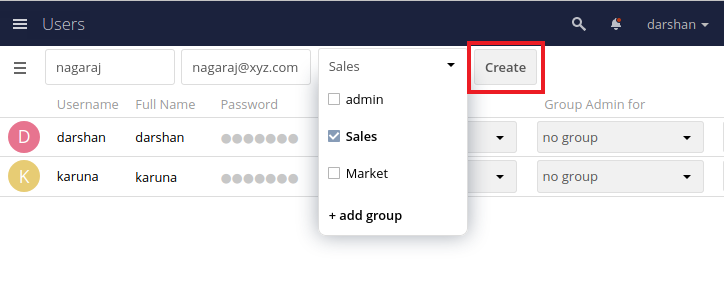 Users
darshan
nagaraj
nagaraj@xyz.com
Sales
Create
Username Full Name Password Group Admin for
admin
D darshan darshan no group
Sales
K karuna karuna no group
Market
+ add group